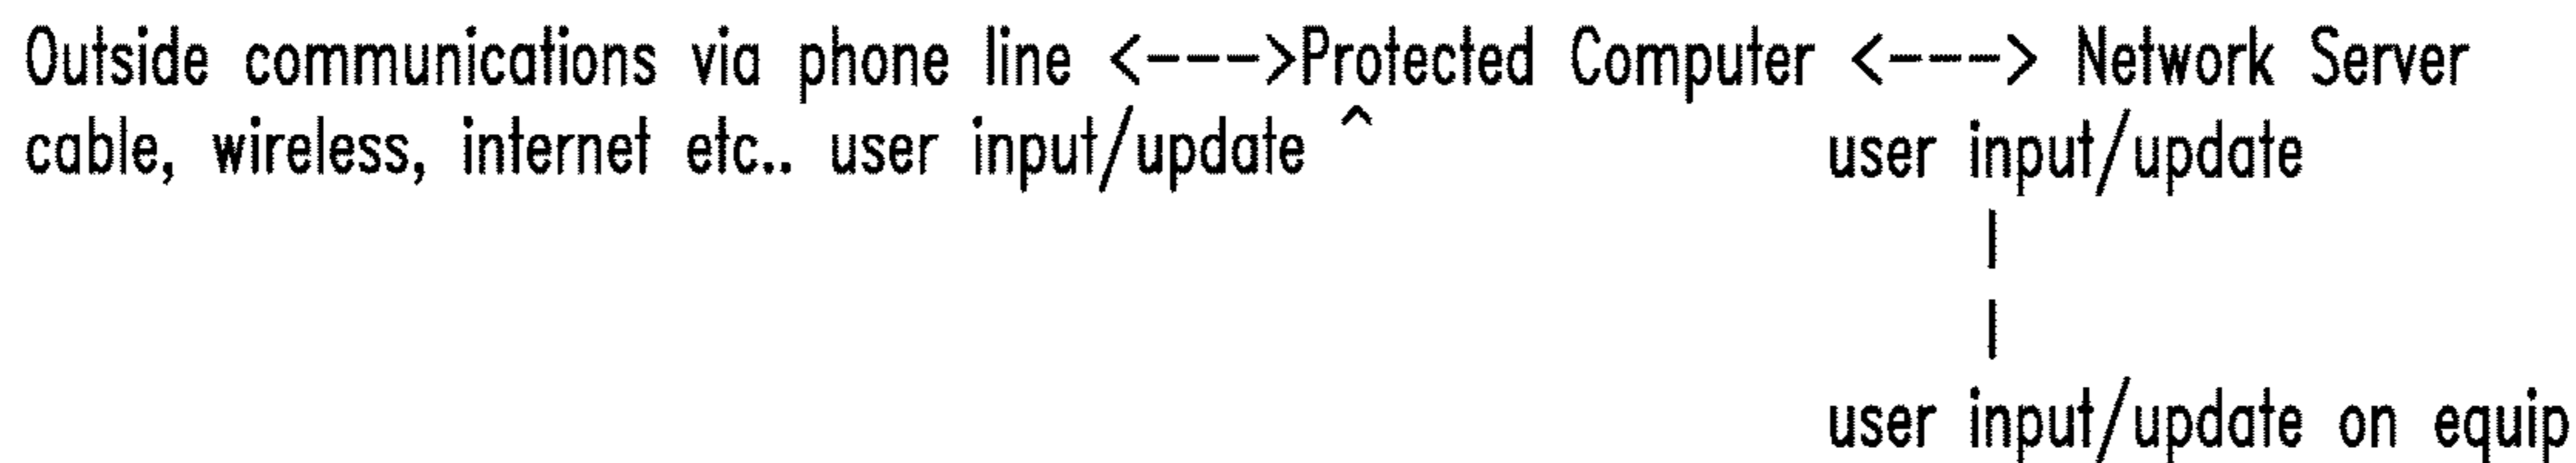 Outside communications via phone line <--->Protected Computer <---> Network Server
cable, wireless, internet etc.. user input/update ^ user input/update
|
|
user input/update on equip